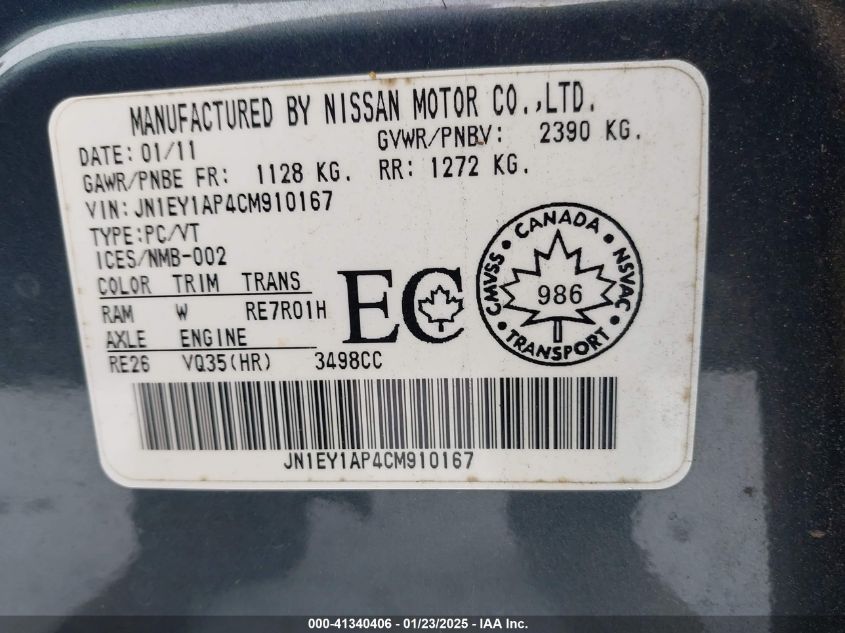 MANUFACTURED BY NISSAN MOTOR CO.,LTD.
DATE: 01/11 GVWR/PNBV: 2390 KG.
GAWR/PNBE FR: 1128 KG. RR: 1272 KG.
VIN: JN1EY1AP4CM910167
TYPE:PC/VT
ICES/NMB-002
COLOR TRIM TRANS
RAM W RE7R01H
AXLE ENGINE
RE26 VQ35(HR) 3498CC
EC
CANADA
CMVSS • NSVAC
986
TRANSPORT
JN1EY1AP4CM910167
000-41340406 - 01/23/2025 - IAA Inc.